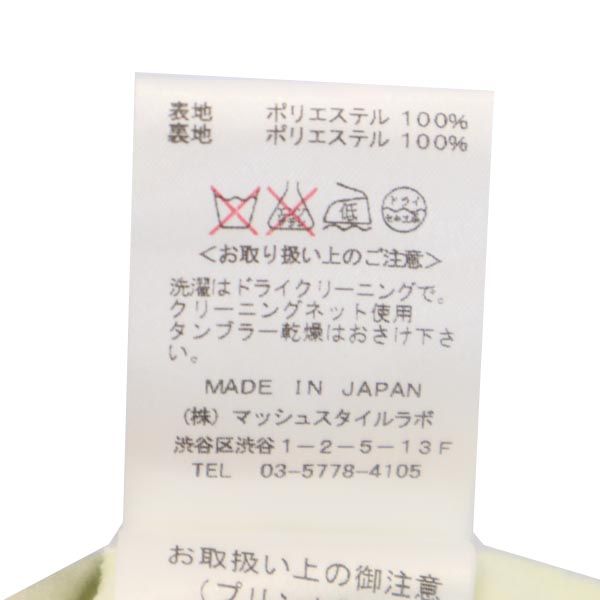 表地 ポリエステル 100%
裏地 ポリエステル 100%
低
ドライ
<お取り扱い上のご注意>
洗濯はドライクリーニングで。
クリーニングネット使用
タンブラー乾燥はおさけ下さ
い。
MADE IN JAPAN
(株) マッシュスタイルラボ
渋谷区渋谷1-2-5-13F
TEL 03-5778-4105
お取扱い上の御注意